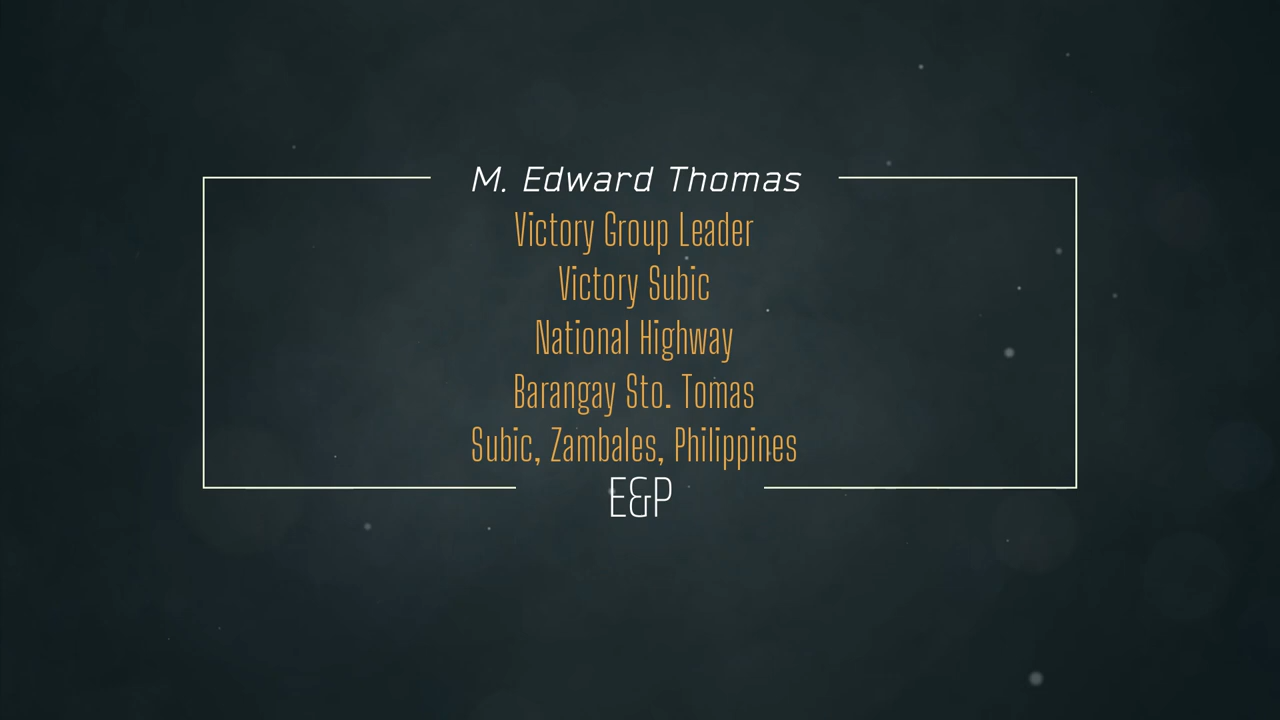 M. Edward Thomas
Victory Group Leader
Victory Subic
National Highway
Barangay Sto. Tomas
Subic, Zambales, Philippines
E&P